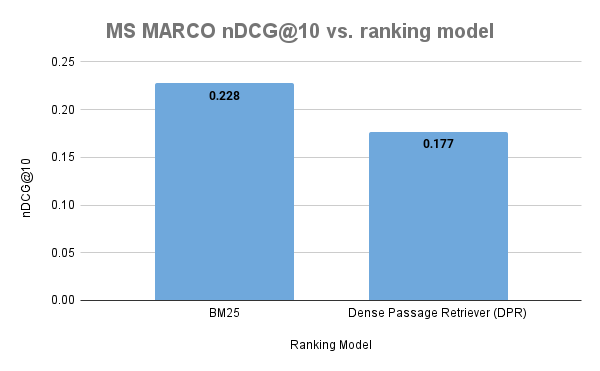 MS MARCO nDCG@10 vs. ranking model
0.25
0.20
0.15
0.10
0.05
0.00
nDCG@10
0.228
0.177
BM25
Dense Passage Retriever (DPR)
Ranking Model